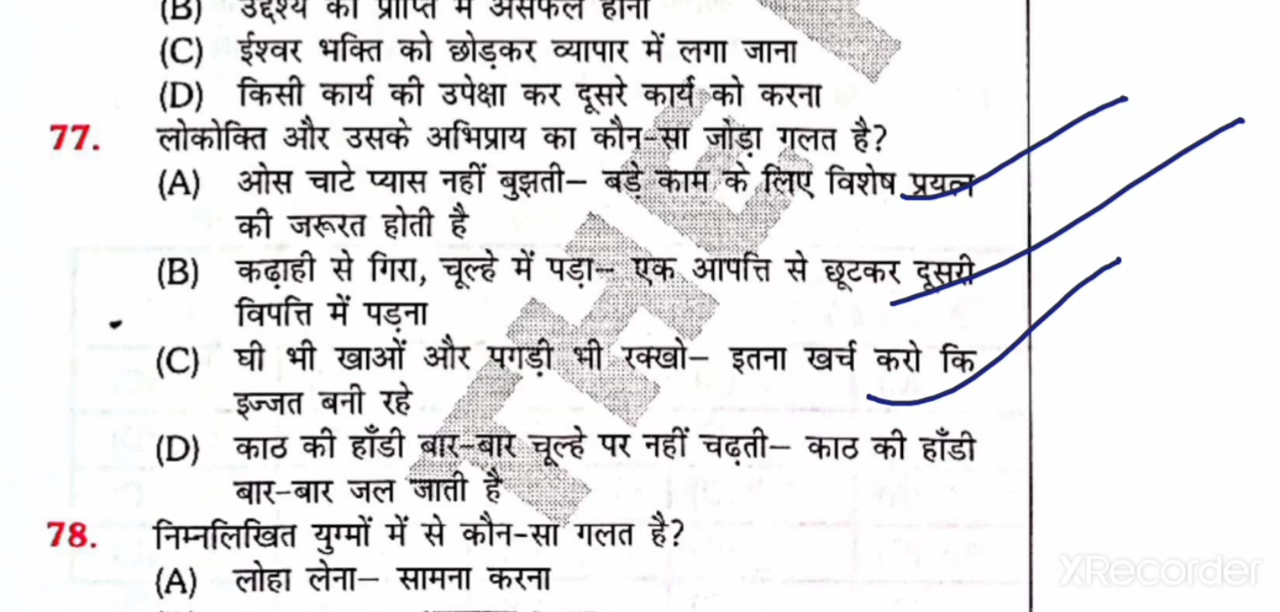 (B) उद्देश्य की प्राप्ति में असफल होना
(C) ईश्वर भक्ति को छोड़कर व्यापार में लगा जाना
(D) किसी कार्य की उपेक्षा कर दूसरे कार्य को करना
77. लोकोक्ति और उसके अभिप्राय का कौन-सा जोड़ा गलत है?
(A) ओस चाटे प्यास नहीं बुझती– बड़े काम के लिए विशेष प्रयत्न
की जरूरत होती है
(B) कढ़ाही से गिरा, चूल्हे में पड़ा– एक आपत्ति से छूटकर दूसरी
विपत्ति में पड़ना
(C) घी भी खाओं और पगड़ी भी रक्खो– इतना खर्च करो कि
इज्जत बनी रहे
(D) काठ की हाँडी बार-बार चूल्हे पर नहीं चढ़ती– काठ की हाँडी
बार-बार जल जाती है
78. निम्नलिखित युग्मों में से कौन-सा गलत है?
(A) लोहा लेना– सामना करना
XRecorder